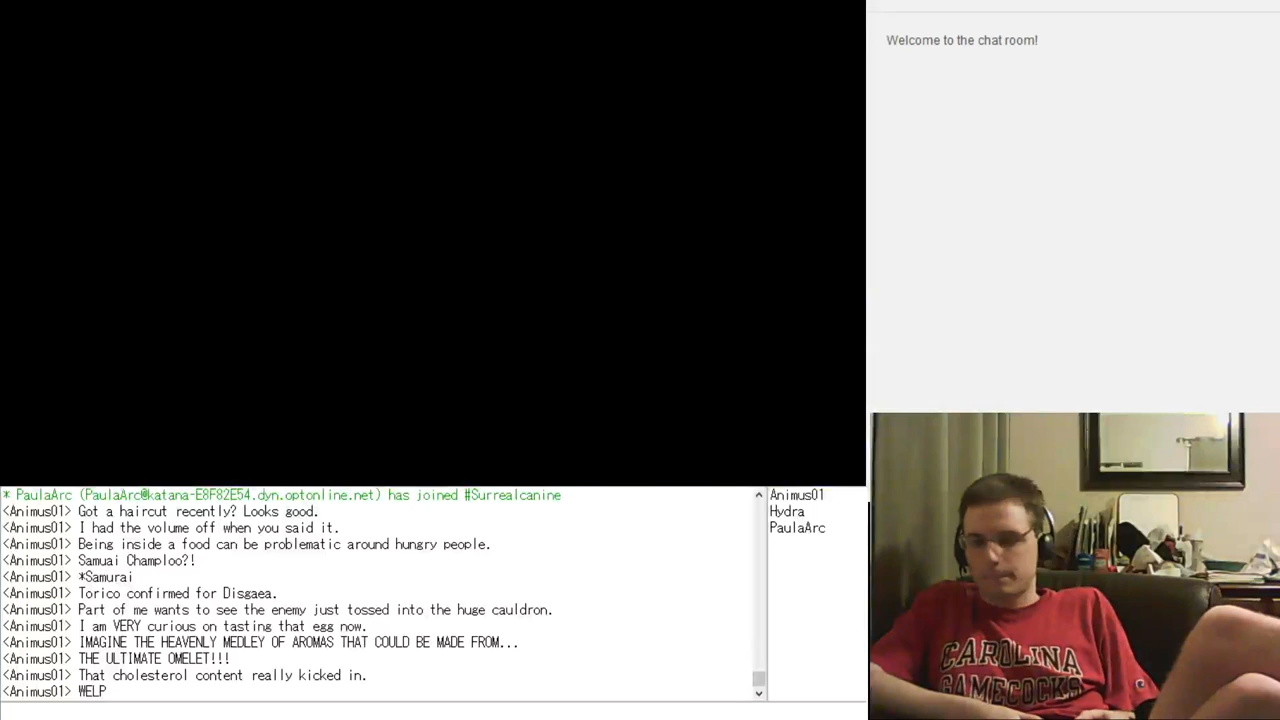 Welcome to the chat room!
* PaulaArc (PaulaArc@katana-E8F82E54.dyn.optonline.net) has joined #Surrealcanine
<Animus01> Got a haircut recently? Looks good.
<Animus01> I had the volume off when you said it.
<Animus01> Being inside a food can be problematic around hungry people.
<Animus01> Samuai Champloo?!
<Animus01> *Samurai
<Animus01> Torico confirmed for Disgaea.
<Animus01> Part of me wants to see the enemy just tossed into the huge cauldron.
<Animus01> I am VERY curious on tasting that egg now.
<Animus01> IMAGINE THE HEAVENLY MEDLEY OF AROMAS THAT COULD BE MADE FROM...
<Animus01> THE ULTIMATE OMELET!!!
<Animus01> That cholesterol content really kicked in.
<Animus01> WELP
Animus01
Hydra
PaulaArc
CAROLINA
GAMECOCKS